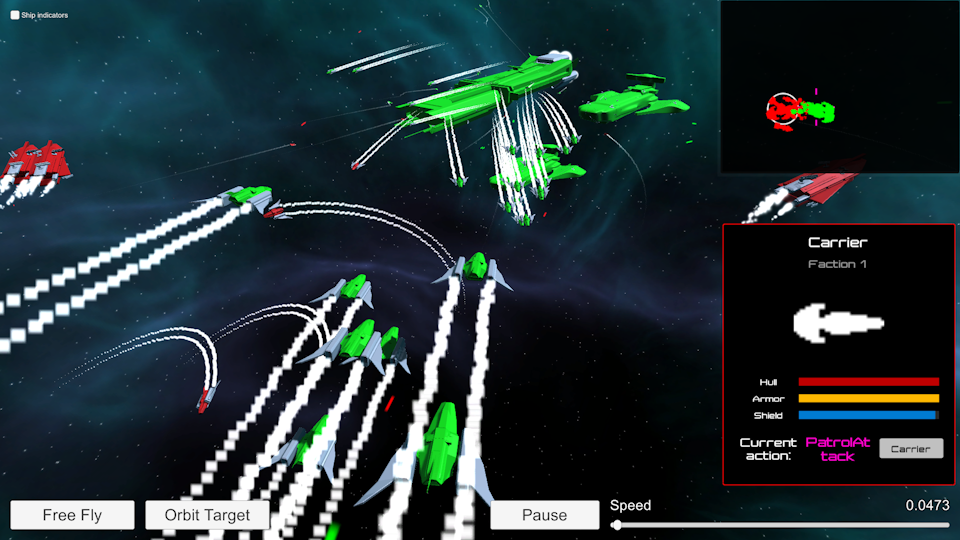 Ship indicators
Carrier
Faction 1
Hull
Armor
Shield
Current
action:
PatrolAt
tack
Carrier
Free Fly
Orbit Target
Pause
Speed
0.0473